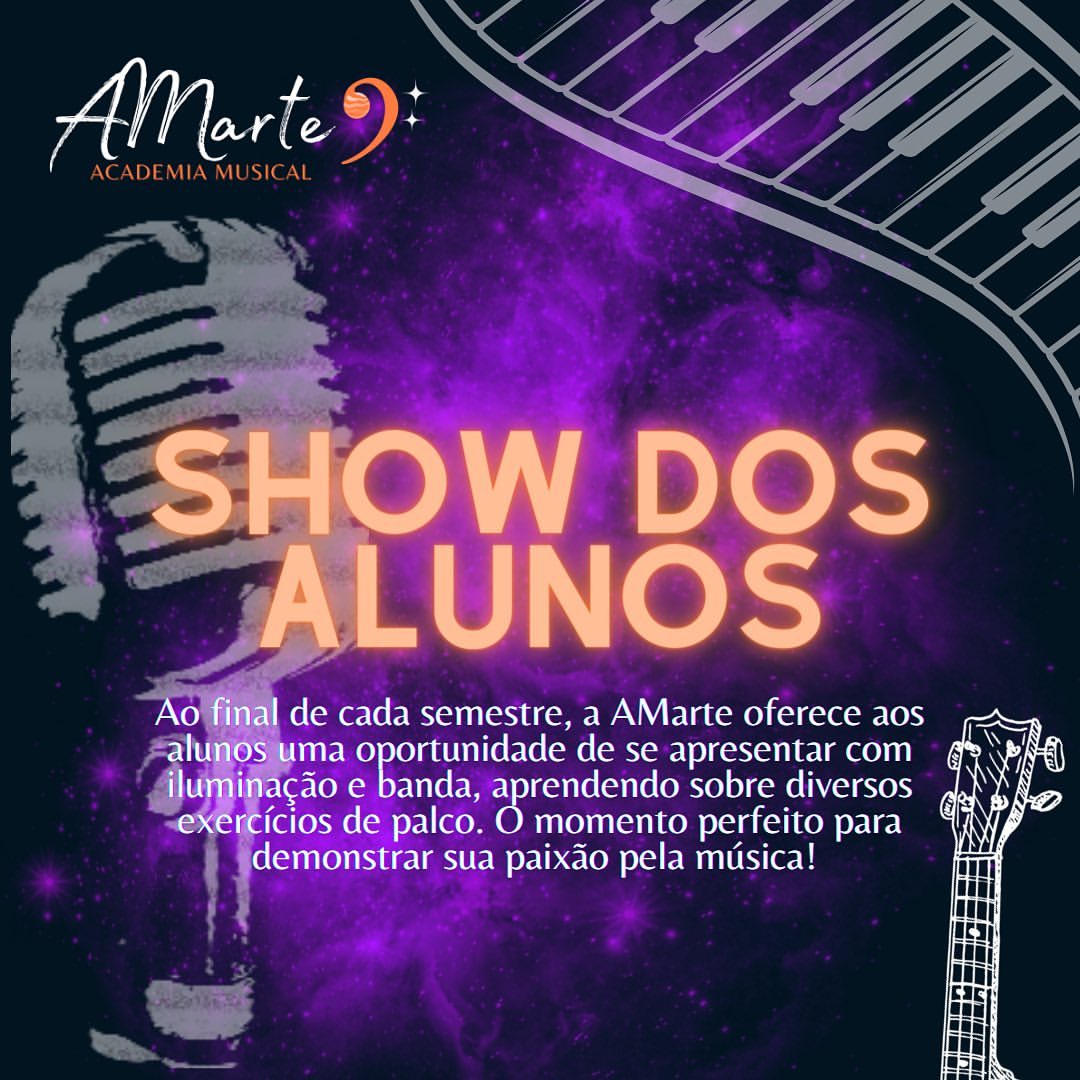 AMarte
ACADEMIA MUSICAL
SHOW DOS
ALUNOS
Ao final de cada semestre, a AMarte oferece aos
alunos uma oportunidade de se apresentar com
iluminação e banda, aprendendo sobre diversos
exercícios de palco. O momento perfeito para
demonstrar sua paixão pela música!